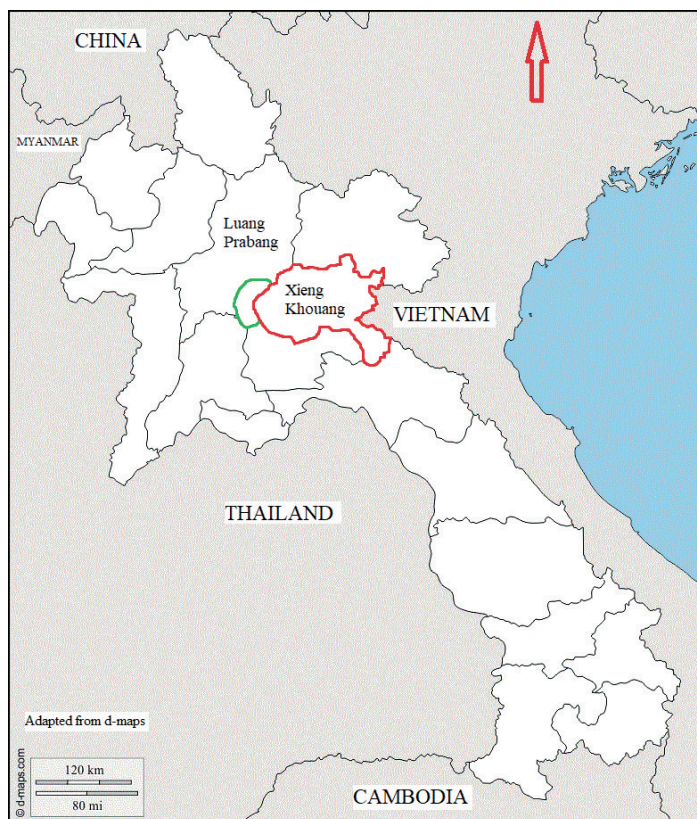 CHINA
MYANMAR
Luang
Prabang
Xieng
Khouang
VIETNAM
THAILAND
Adapted from d-maps
© d-maps.com
120 km
80 mi
CAMBODIA